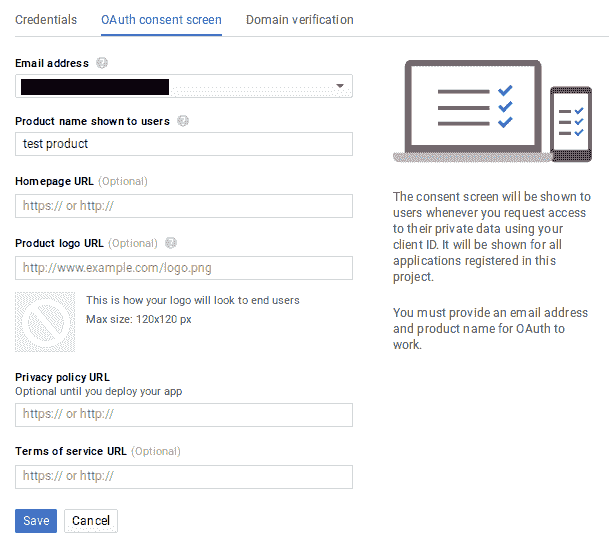 Credentials
OAuth consent screen
Domain verification
Email address ?
Product name shown to users ?
test product
Homepage URL (Optional)
https:// or http://
Product logo URL (Optional) ?
http://www.example.com/logo.png
This is how your logo will look to end users
Max size: 120x120 px
Privacy policy URL
Optional until you deploy your app
https:// or http://
Terms of service URL (Optional)
https:// or http://
Save
Cancel
The consent screen will be shown to
users whenever you request access
to their private data using your
client ID. It will be shown for all
applications registered in this
project.
You must provide an email address
and product name for OAuth to
work.